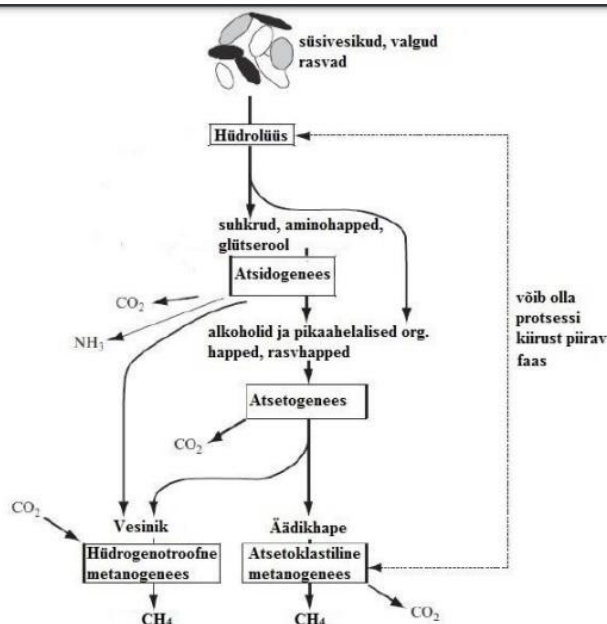 süsivesikud, valgud
rasvad
Hüdrolüüs
suhkrud, aminohapped,
glütserool
Atsidogenees
CO₂
NH₃
alkoholid ja pikaahelalised org.
happed, rasvhapped
võib olla
protsessi
kiirust piirav
faas
Atsetogenees
CO₂
CO₂
Vesinik
Äädikhape
Hüdrogenotroofne
metanogenees
Atsetoklastiline
metanogenees
CO₂
CH₄
CH₄